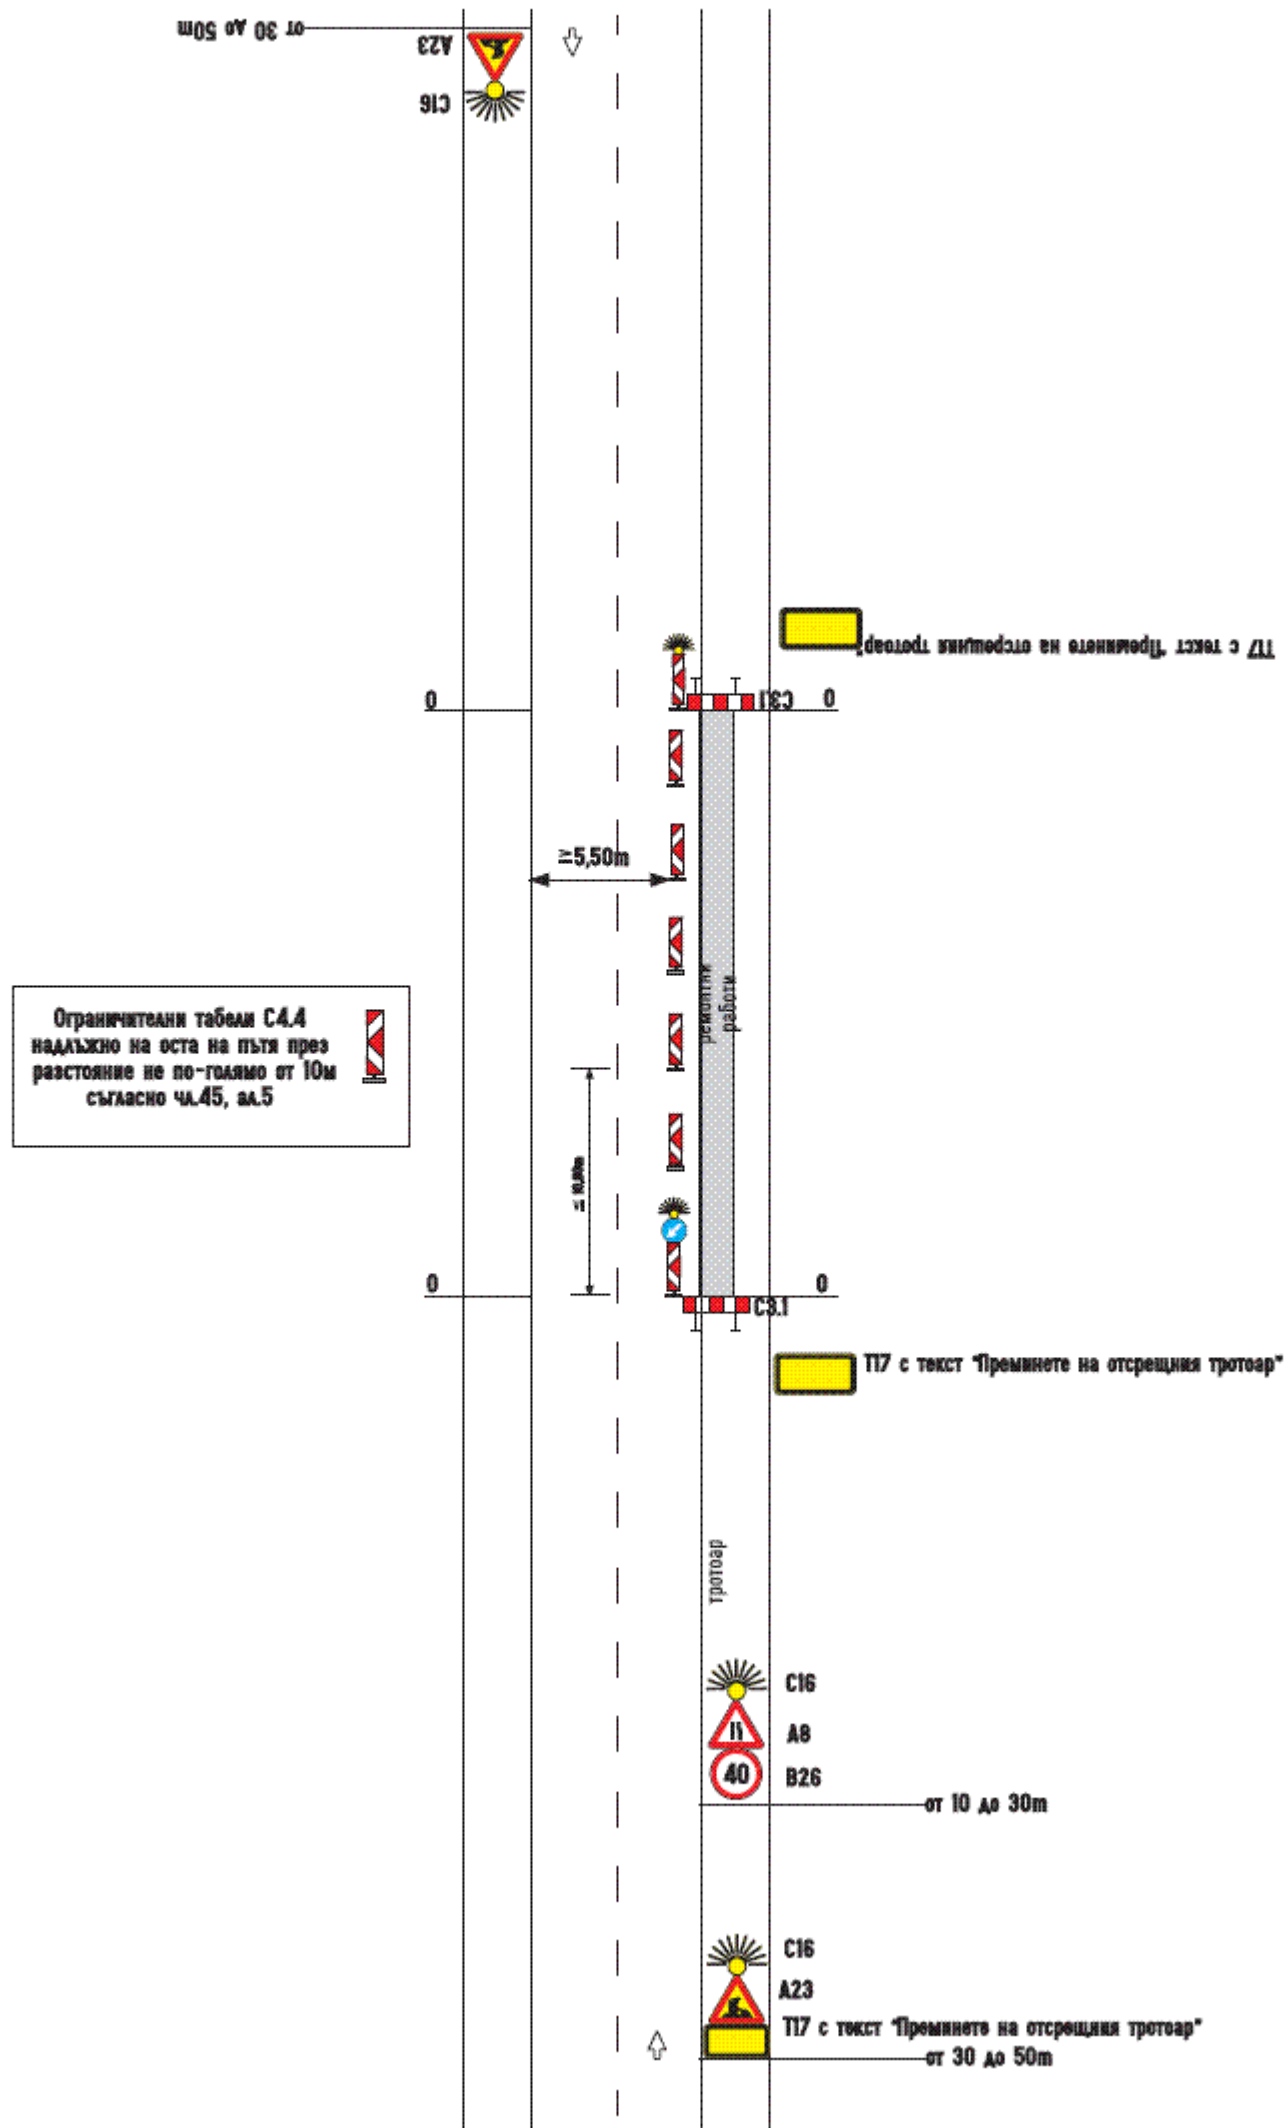 от 30 до 50m
A23
C16
T17 с текст "Преминете на отсрещния тротоар"
C3.1
0
0
≥5,50m
ремонтни
работи
Ограничителни табели C4.4
надлъжно на оста на пътя през
разстояние не по-голямо от 10м
съгласно чл.45, ал.5
≤ 10,00m
0
0
C3.1
T17 с текст "Преминете на отсрещния тротоар"
тротоар
C16
A8
40
B26
от 10 до 30m
C16
A23
T17 с текст "Преминете на отсрещния тротоар"
от 30 до 50m